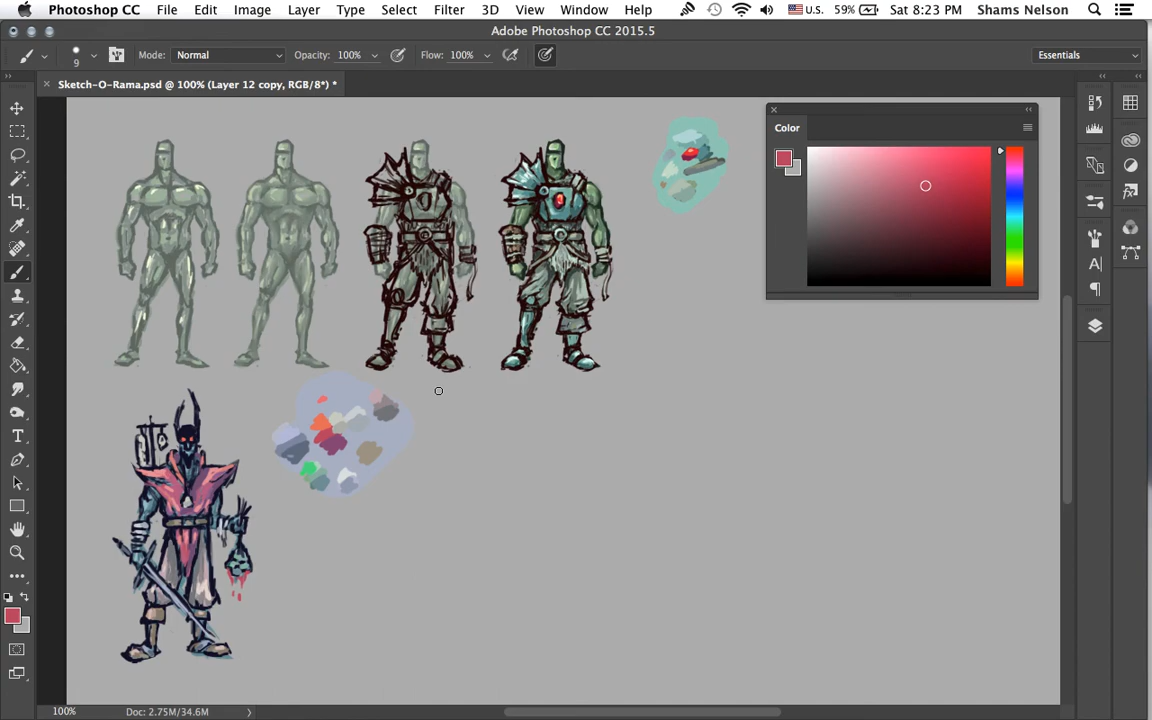 Photoshop CC File Edit Image Layer Type Select Filter 3D View Window Help U.S. 59% Sat 8:23 PM Shams Nelson
Adobe Photoshop CC 2015.5
9 Mode: Normal Opacity: 100% Flow: 100% Essentials
Sketch-O-Rama.psd @ 100% (Layer 12 copy, RGB/8*) *
Color
100% Doc: 2.75M/34.6M